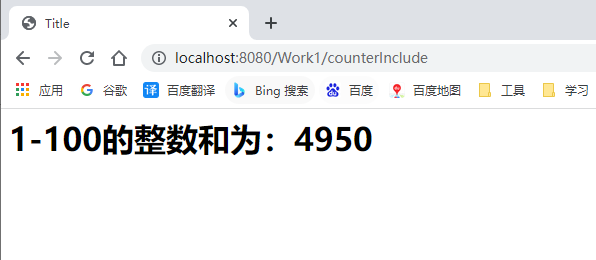 Title
localhost:8080/Work1/counterInclude
应用 谷歌 译 百度翻译 Bing 搜索 百度 百度地图 工具 学习
1-100的整数和为：4950